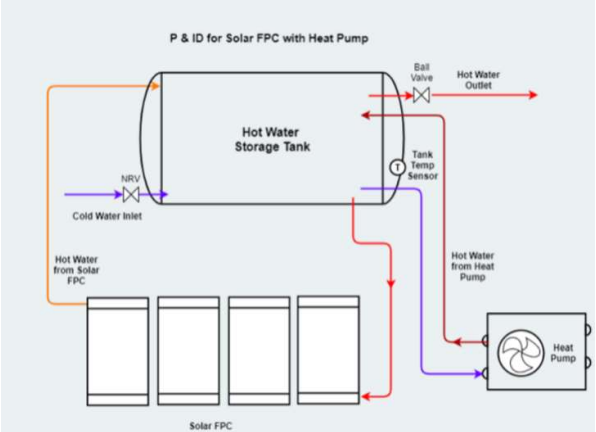 P & ID for Solar FPC with Heat Pump
Ball
Valve
Hot Water
Outlet
Hot Water
Storage Tank
Tank
Temp
Sensor
T
NRV
Cold Water Inlet
Hot Water
from Solar
FPC
Hot Water
from Heat
Pump
Heat
Pump
Solar FPC